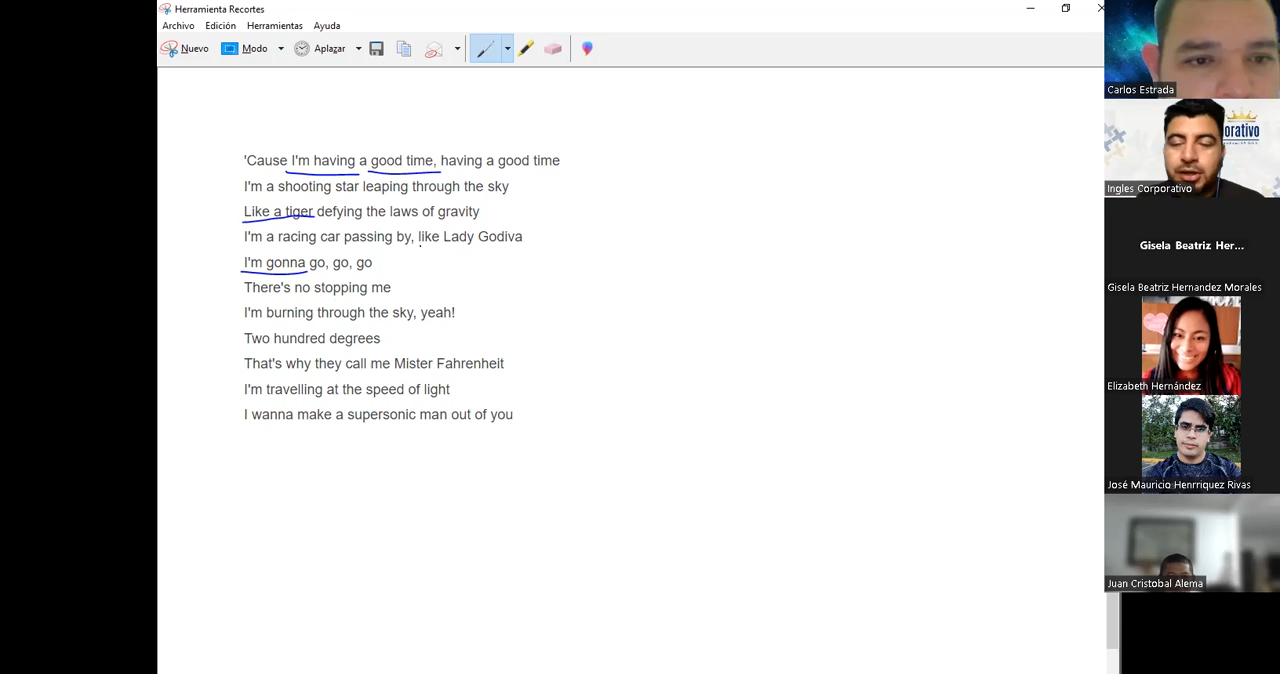 Herramienta Recortes
Archivo Edición Herramientas Ayuda
Nuevo Modo Aplazar
'Cause I'm having a good time, having a good time
I'm a shooting star leaping through the sky
Like a tiger defying the laws of gravity
I'm a racing car passing by, like Lady Godiva
I'm gonna go, go, go
There's no stopping me
I'm burning through the sky, yeah!
Two hundred degrees
That's why they call me Mister Fahrenheit
I'm travelling at the speed of light
I wanna make a supersonic man out of you
Carlos Estrada
orativo
Ingles Corporativo
Gisela Beatriz Her...
Gisela Beatriz Hernandez Morales
Elizabeth Hernández
José Mauricio Henrriquez Rivas
Juan Cristobal Alema